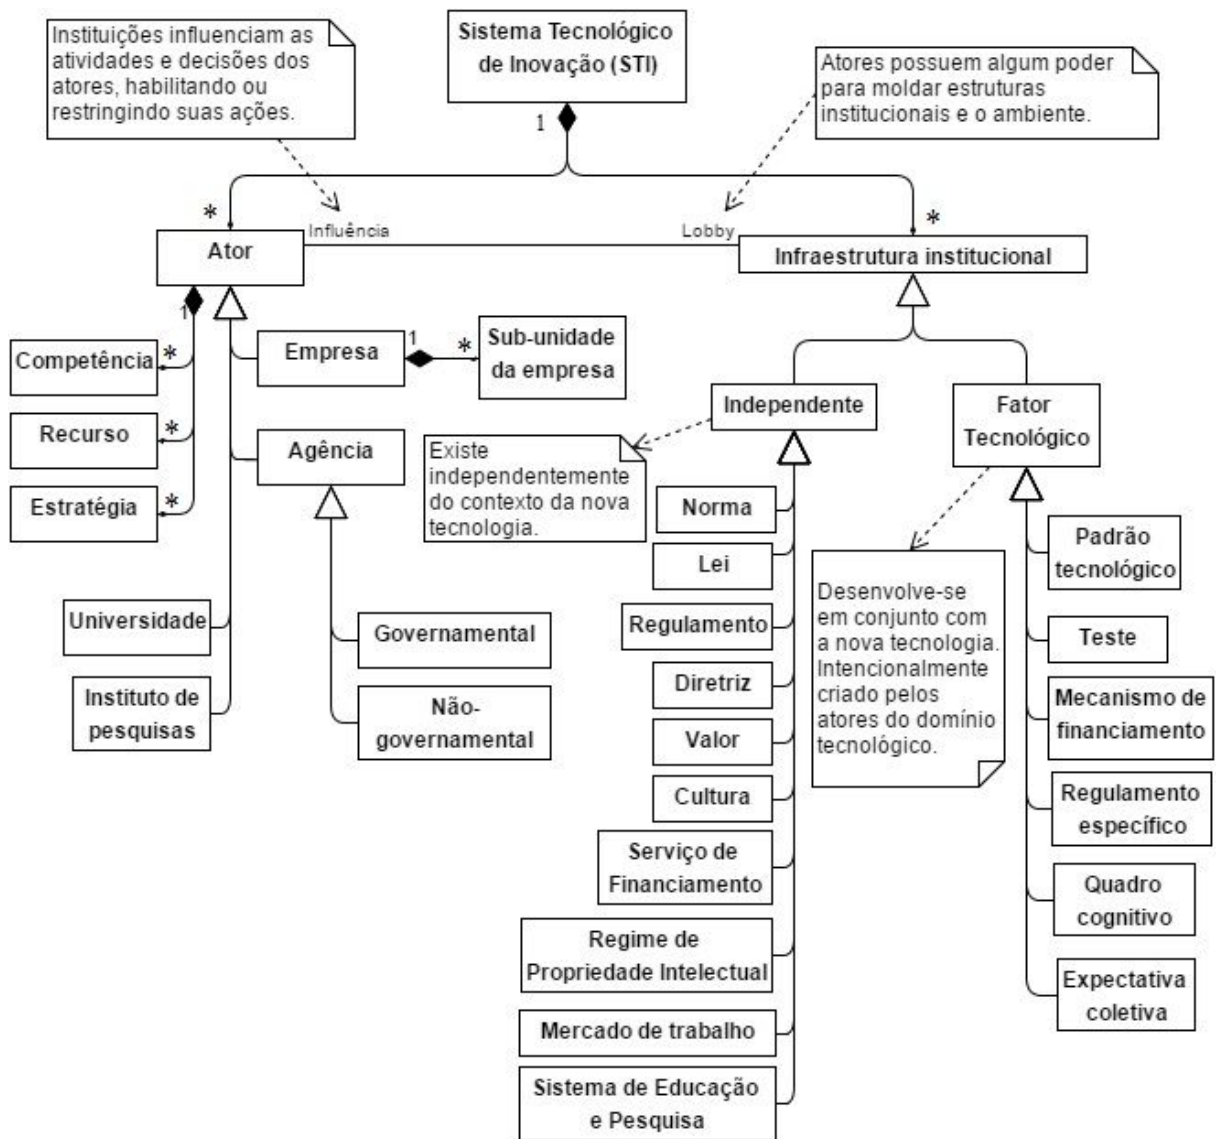 Instituições influenciam as
atividades e decisões dos
atores, habilitando ou
restringindo suas ações.
Sistema Tecnológico
de Inovação (STI)
Atores possuem algum poder
para moldar estruturas
institucionais e o ambiente.
1
*
*
Influência
Lobby
Ator
Infraestrutura institucional
1
Competência
*
Recurso
*
Estratégia
*
Empresa
1
*
Sub-unidade
da empresa
Agência
Universidade
Instituto de
pesquisas
Governamental
Não-
governamental
Independente
Fator
Tecnológico
Existe
independentemente
do contexto da nova
tecnologia.
Norma
Lei
Regulamento
Diretriz
Valor
Cultura
Serviço de
Financiamento
Regime de
Propriedade Intelectual
Mercado de trabalho
Sistema de Educação
e Pesquisa
Desenvolve-se
em conjunto com
a nova tecnologia.
Intencionalmente
criado pelos
atores do domínio
tecnológico.
Padrão
tecnológico
Teste
Mecanismo de
financiamento
Regulamento
específico
Quadro
cognitivo
Expectativa
coletiva